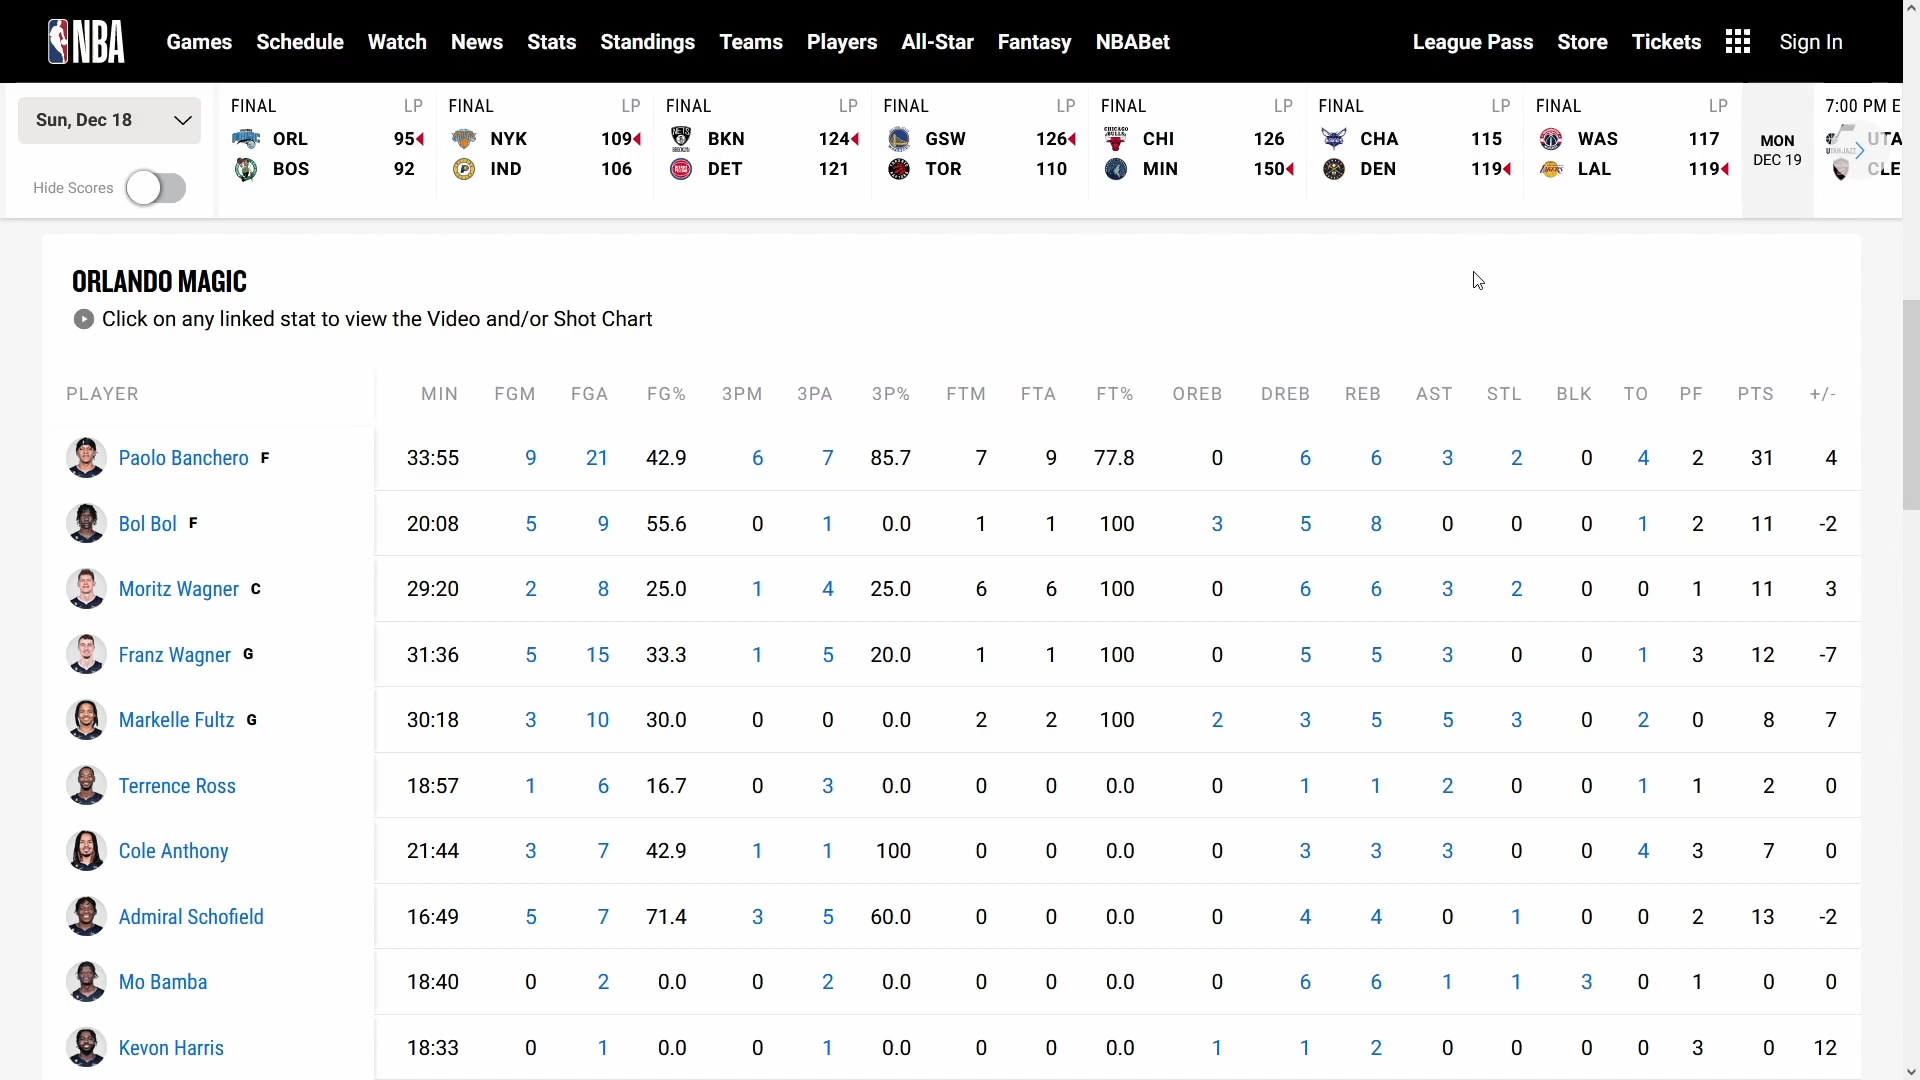 NBA Games Schedule Watch News Stats Standings Teams Players All-Star Fantasy NBABet League Pass Store Tickets Sign In
Sun, Dec 18
Hide Scores
FINAL LP
ORL 95
BOS 92
FINAL LP
NYK 109
IND 106
FINAL LP
BKN 124
DET 121
FINAL LP
GSW 126
TOR 110
FINAL LP
CHI 126
MIN 150
FINAL LP
CHA 115
DEN 119
FINAL LP
WAS 117
LAL 119
MON
DEC 19
7:00 PM E
UTA
CLE
ORLANDO MAGIC
Click on any linked stat to view the Video and/or Shot Chart
PLAYER MIN FGM FGA FG% 3PM 3PA 3P% FTM FTA FT% OREB DREB REB AST STL BLK TO PF PTS +/-
Paolo Banchero F 33:55 9 21 42.9 6 7 85.7 7 9 77.8 0 6 6 3 2 0 4 2 31 4
Bol Bol F 20:08 5 9 55.6 0 1 0.0 1 1 100 3 5 8 0 0 0 1 2 11 -2
Moritz Wagner C 29:20 2 8 25.0 1 4 25.0 6 6 100 0 6 6 3 2 0 0 1 11 3
Franz Wagner G 31:36 5 15 33.3 1 5 20.0 1 1 100 0 5 5 3 0 0 1 3 12 -7
Markelle Fultz G 30:18 3 10 30.0 0 0 0.0 2 2 100 2 3 5 5 3 0 2 0 8 7
Terrence Ross 18:57 1 6 16.7 0 3 0.0 0 0 0.0 0 1 1 2 0 0 1 1 2 0
Cole Anthony 21:44 3 7 42.9 1 1 100 0 0 0.0 0 3 3 3 0 0 4 3 7 0
Admiral Schofield 16:49 5 7 71.4 3 5 60.0 0 0 0.0 0 4 4 0 1 0 0 2 13 -2
Mo Bamba 18:40 0 2 0.0 0 2 0.0 0 0 0.0 0 6 6 1 1 3 0 1 0 0
Kevon Harris 18:33 0 1 0.0 0 1 0.0 0 0 0.0 1 1 2 0 0 0 0 3 0 12